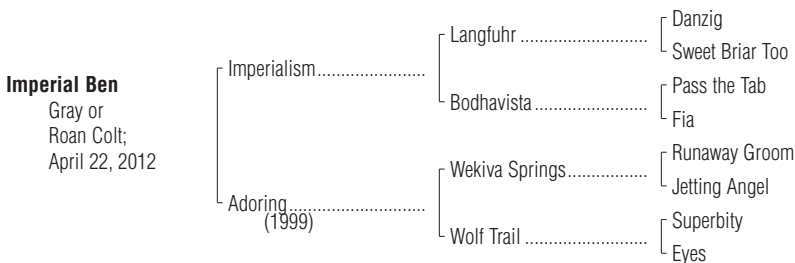 Imperial Ben
Gray or
Roan Colt;
April 22, 2012
Imperialism......................
Adoring............................
(1999)
Langfuhr ..........................
Bodhavista.......................
Wekiva Springs................
Wolf Trail .........................
Danzig
Sweet Briar Too
Pass the Tab
Fia
Runaway Groom
Jetting Angel
Superbity
Eyes